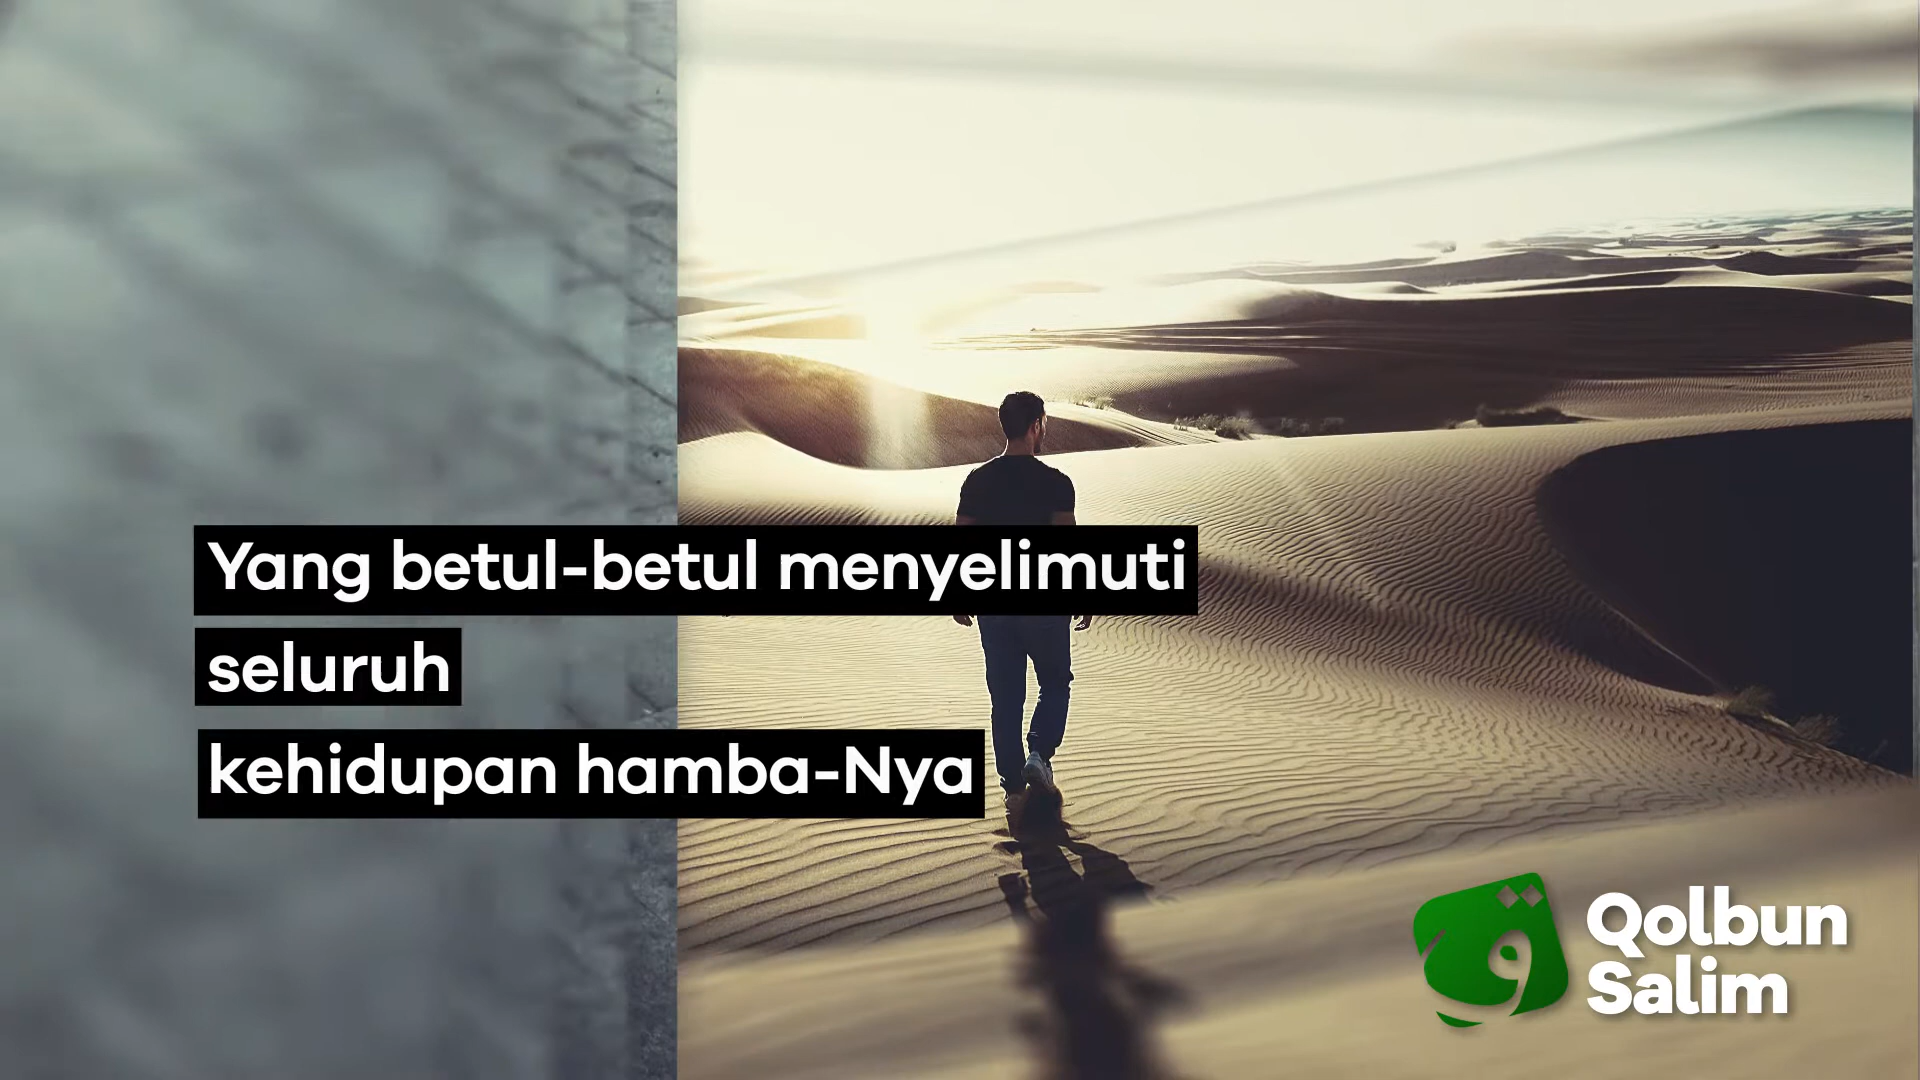 Yang betul-betul menyelimuti
seluruh
kehidupan hamba-Nya
Qolbun
Salim